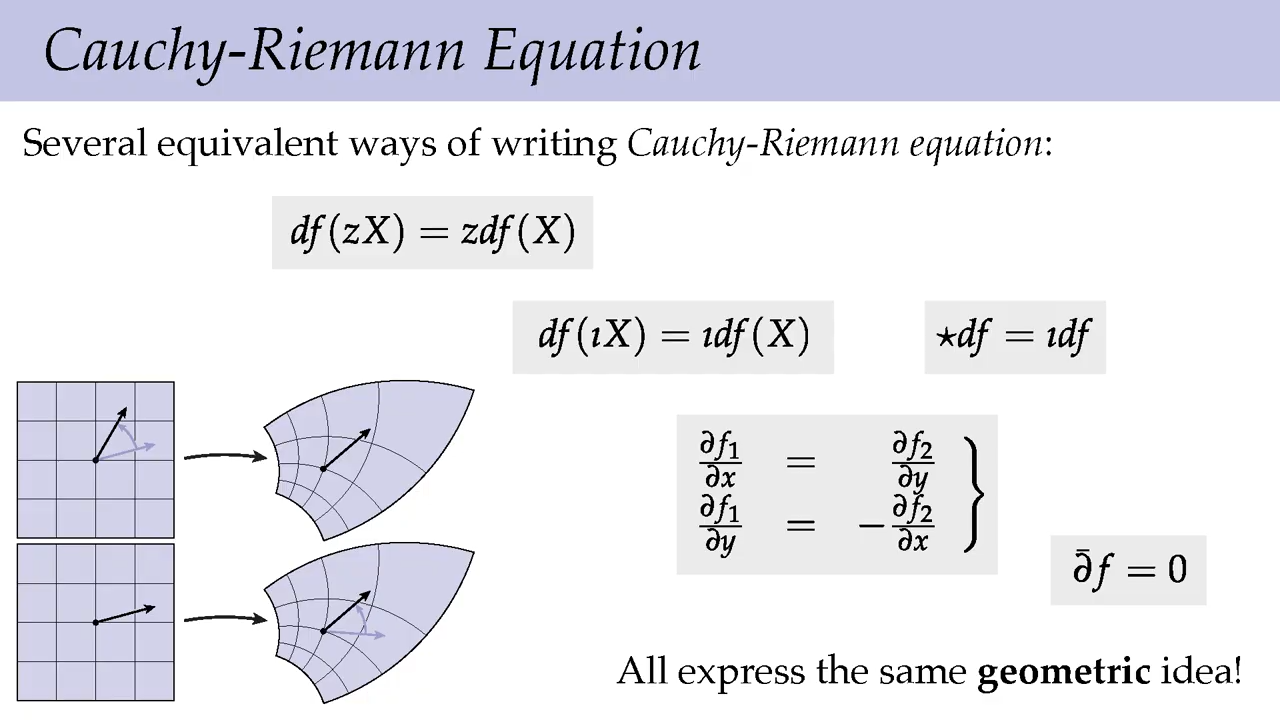 Cauchy-Riemann Equation
Several equivalent ways of writing Cauchy-Riemann equation:
df(zX) = zdf(X)
df(ıX) = ıdf(X)
⋆df = ıdf
∂f₁/∂x = ∂f₂/∂y
∂f₁/∂y = −∂f₂/∂x }
∂̄f = 0
All express the same geometric idea!